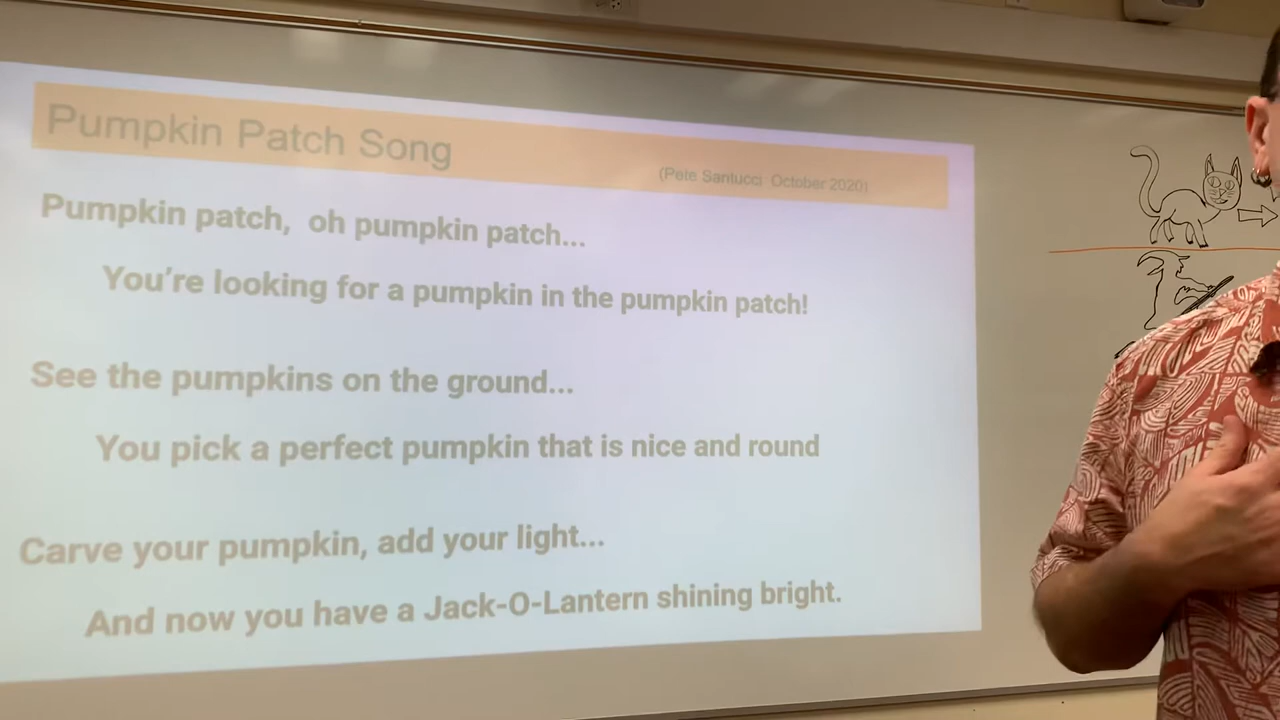 Pumpkin Patch Song
(Pete Santucci October 2020)
Pumpkin patch, oh pumpkin patch...
You're looking for a pumpkin in the pumpkin patch!
See the pumpkins on the ground...
You pick a perfect pumpkin that is nice and round
Carve your pumpkin, add your light...
And now you have a Jack-O-Lantern shining bright.